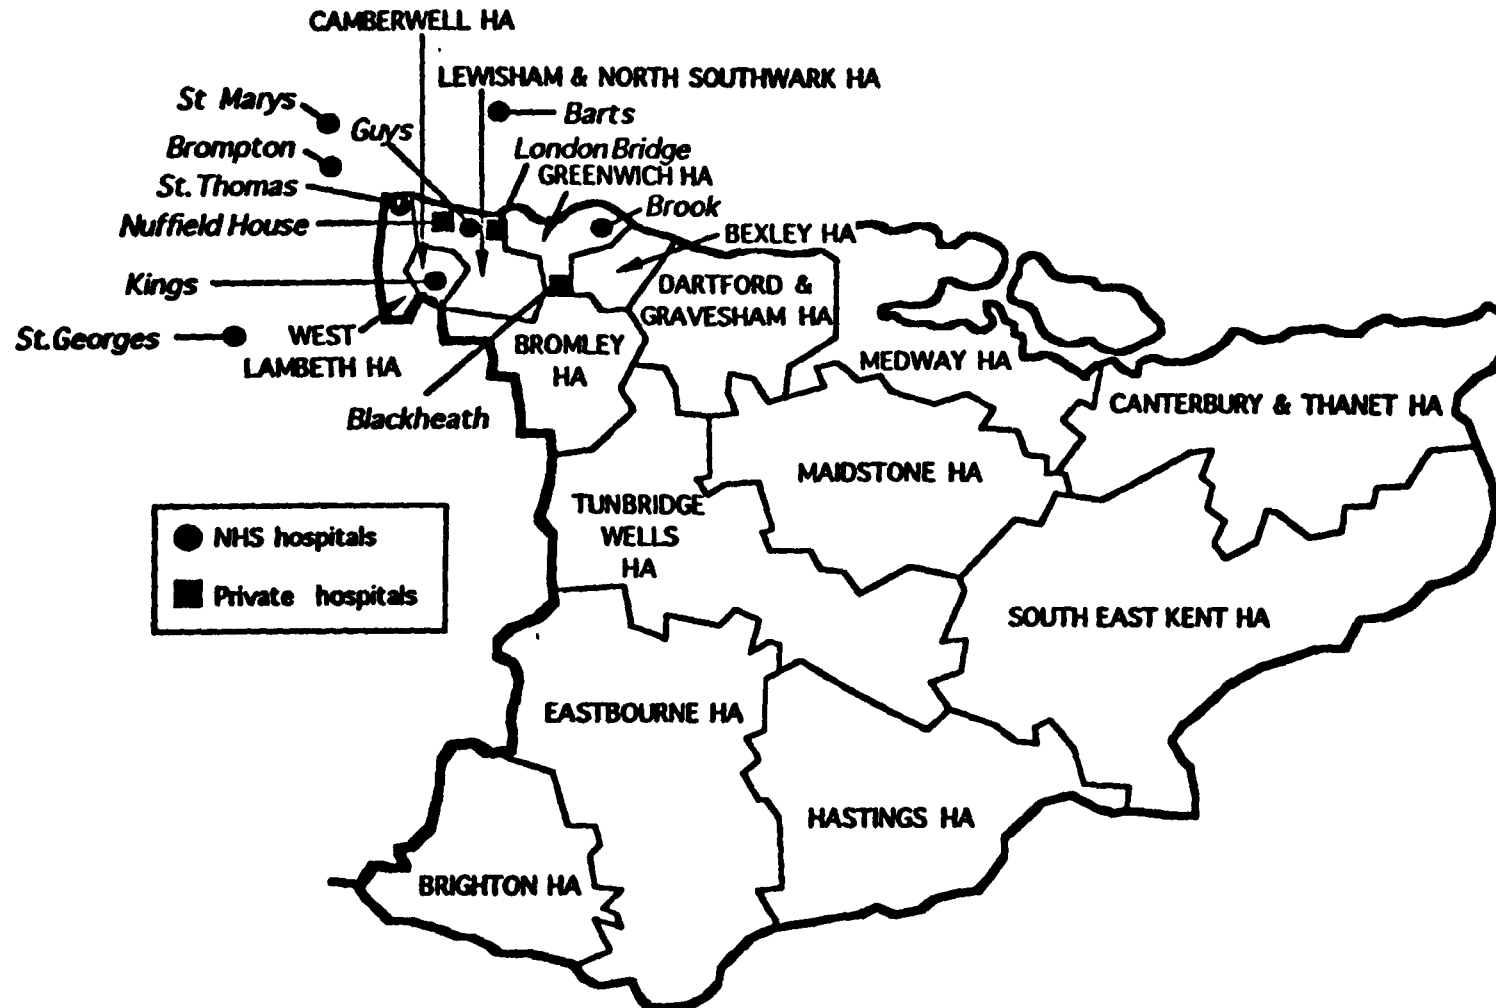 CAMBERWELL HA
LEWISHAM & NORTH SOUTHWARK HA
St Marys
Barts
Guys
Brompton
London Bridge
GREENWICH HA
St. Thomas
Brook
Nuffield House
BEXLEY HA
Kings
DARTFORD &
GRAVESHAM HA
St. Georges
WEST
LAMBETH HA
BROMLEY
HA
MEDWAY HA
Blackheath
CANTERBURY & THANET HA
MAIDSTONE HA
TUNBRIDGE
WELLS
HA
NHS hospitals
Private hospitals
SOUTH EAST KENT HA
EASTBOURNE HA
HASTINGS HA
BRIGHTON HA